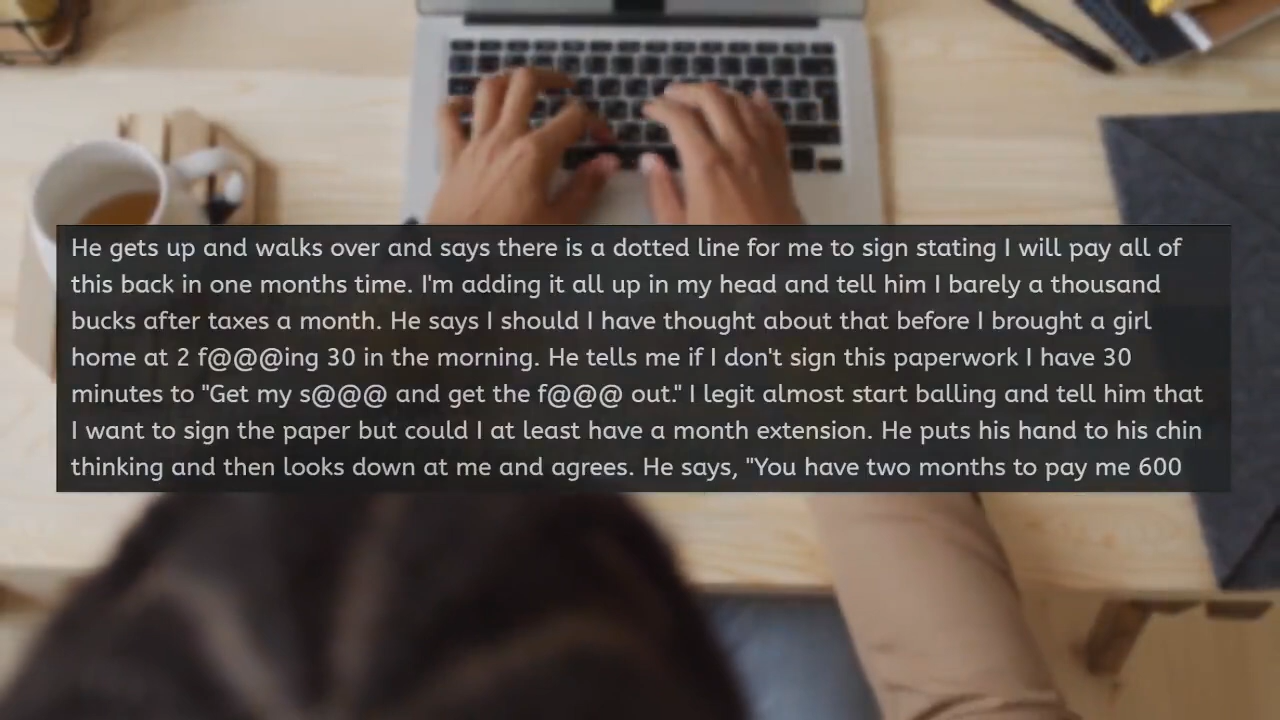 He gets up and walks over and says there is a dotted line for me to sign stating I will pay all of
this back in one months time. I'm adding it all up in my head and tell him I barely a thousand
bucks after taxes a month. He says I should I have thought about that before I brought a girl
home at 2 f@@@ing 30 in the morning. He tells me if I don't sign this paperwork I have 30
minutes to "Get my s@@@ and get the f@@@ out." I legit almost start balling and tell him that
I want to sign the paper but could I at least have a month extension. He puts his hand to his chin
thinking and then looks down at me and agrees. He says, "You have two months to pay me 600